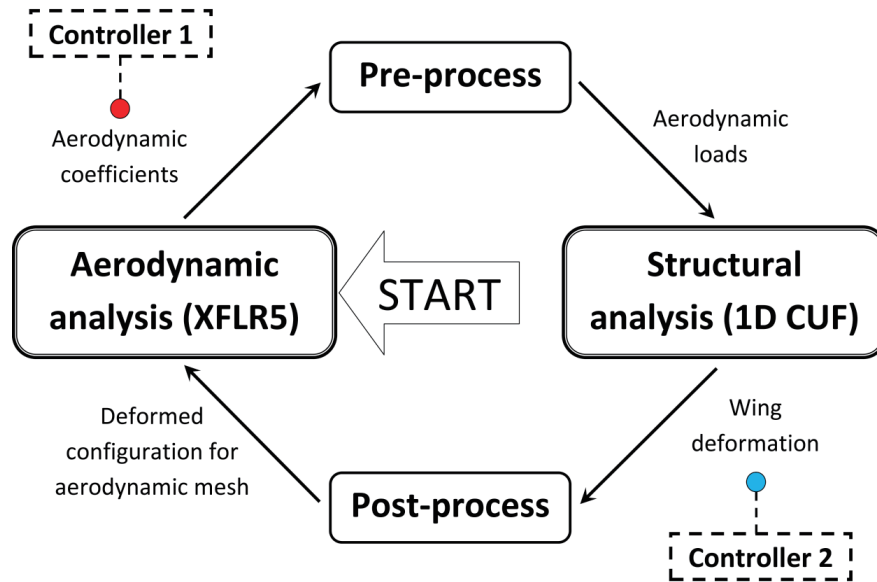 Controller 1
Pre-process
Aerodynamic
coefficients
Aerodynamic
loads
Aerodynamic
analysis (XFLR5)
START
Structural
analysis (1D CUF)
Deformed
configuration for
aerodynamic mesh
Wing
deformation
Post-process
Controller 2